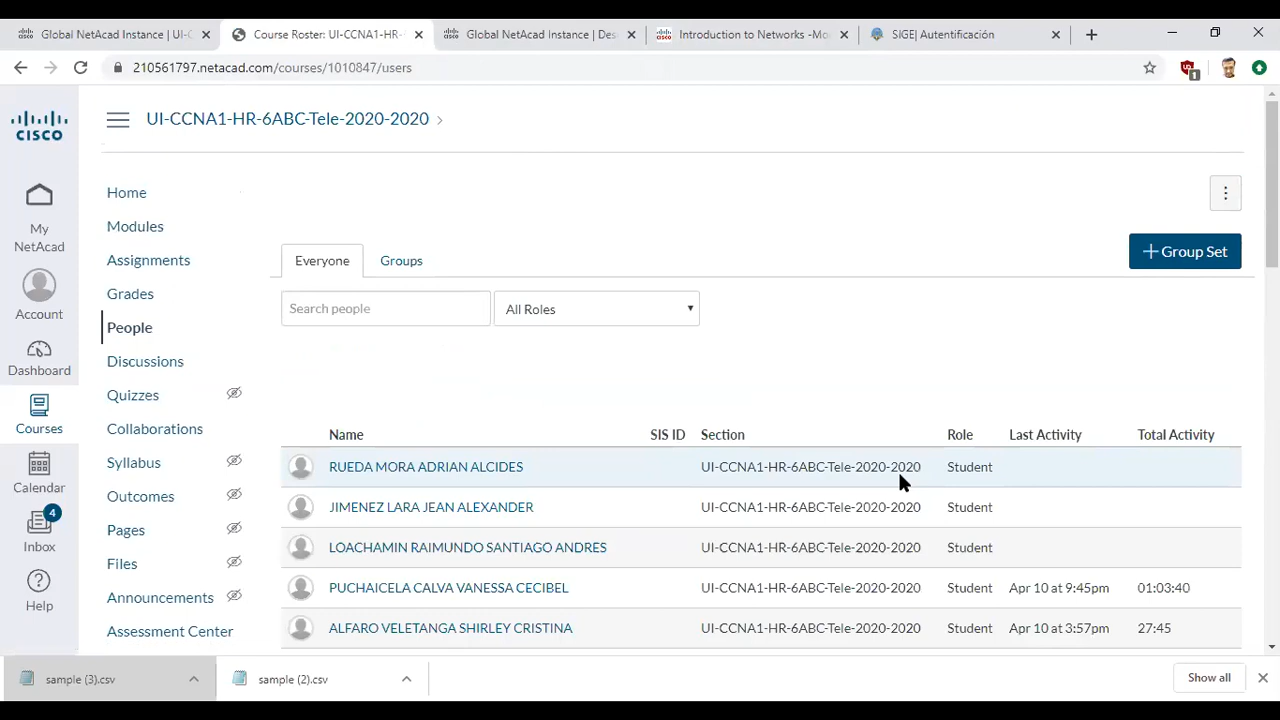 Global NetAcad Instance | UI-C
Course Roster: UI-CCNA1-HR-
Global NetAcad Instance | Des
Introduction to Networks -Mo
SIGE| Autentificación
210561797.netacad.com/courses/1010847/users
1
CISCO
UI-CCNA1-HR-6ABC-Tele-2020-2020
My NetAcad
Account
Dashboard
Courses
Calendar
4
Inbox
Help
Home
Modules
Assignments
Grades
People
Discussions
Quizzes
Collaborations
Syllabus
Outcomes
Pages
Files
Announcements
Assessment Center
Everyone Groups
+Group Set
Search people All Roles
Name SIS ID Section Role Last Activity Total Activity
RUEDA MORA ADRIAN ALCIDES UI-CCNA1-HR-6ABC-Tele-2020-2020 Student
JIMENEZ LARA JEAN ALEXANDER UI-CCNA1-HR-6ABC-Tele-2020-2020 Student
LOACHAMIN RAIMUNDO SANTIAGO ANDRES UI-CCNA1-HR-6ABC-Tele-2020-2020 Student
PUCHAICELA CALVA VANESSA CECIBEL UI-CCNA1-HR-6ABC-Tele-2020-2020 Student Apr 10 at 9:45pm 01:03:40
ALFARO VELETANGA SHIRLEY CRISTINA UI-CCNA1-HR-6ABC-Tele-2020-2020 Student Apr 10 at 3:57pm 27:45
sample (3).csv
sample (2).csv
Show all